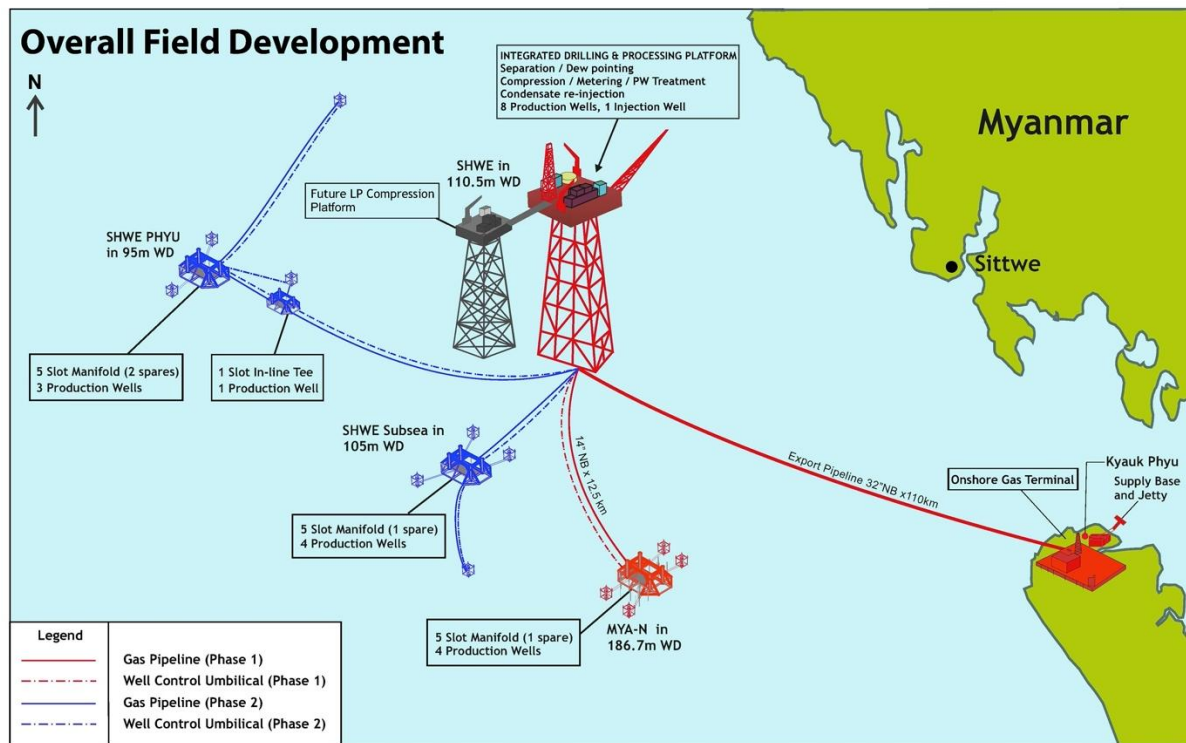 Overall Field Development
N
INTEGRATED DRILLING & PROCESSING PLATFORM
Separation / Dew pointing
Compression / Metering / PW Treatment
Condensate re-injection
8 Production Wells, 1 Injection Well
Myanmar
SHWE in
110.5m WD
Future LP Compression
Platform
SHWE PHYU
in 95m WD
Sittwe
5 Slot Manifold (2 spares)
3 Production Wells
1 Slot In-line Tee
1 Production Well
SHWE Subsea in
105m WD
14" NB x 12.5 km
Export Pipeline 32"NB x110km
Kyauk Phyu
Onshore Gas Terminal
Supply Base
and Jetty
5 Slot Manifold (1 spare)
4 Production Wells
5 Slot Manifold (1 spare)
4 Production Wells
MYA-N in
186.7m WD
Legend
Gas Pipeline (Phase 1)
Well Control Umbilical (Phase 1)
Gas Pipeline (Phase 2)
Well Control Umbilical (Phase 2)